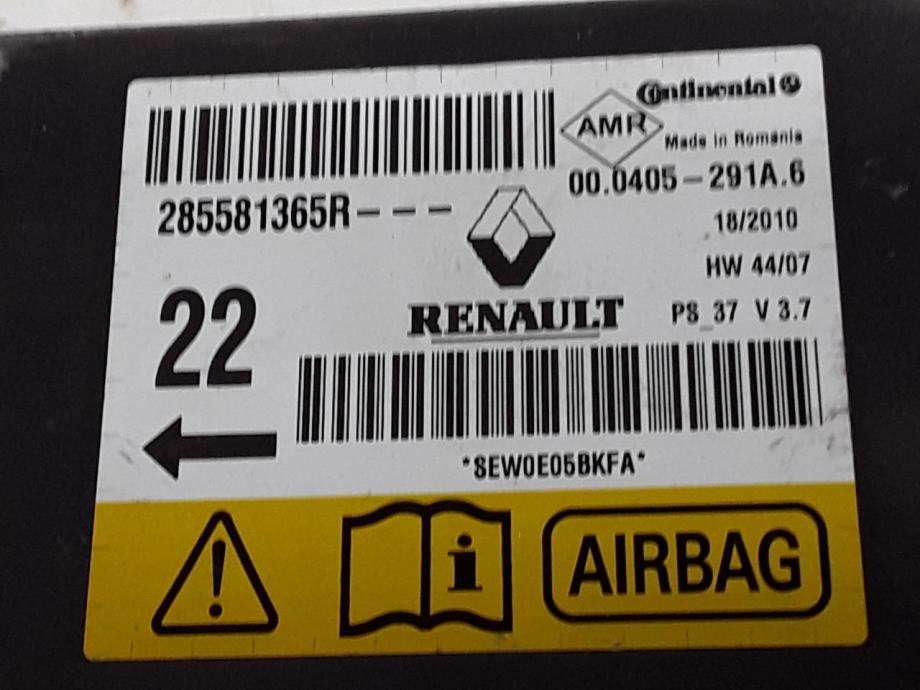 Continental
AMR
Made in Romania
00.0405-291A.6
285581365R---
18/2010
HW 44/07
22
RENAULT
PS_37 V 3.7
*SEW0E05BKFA*
AIRBAG